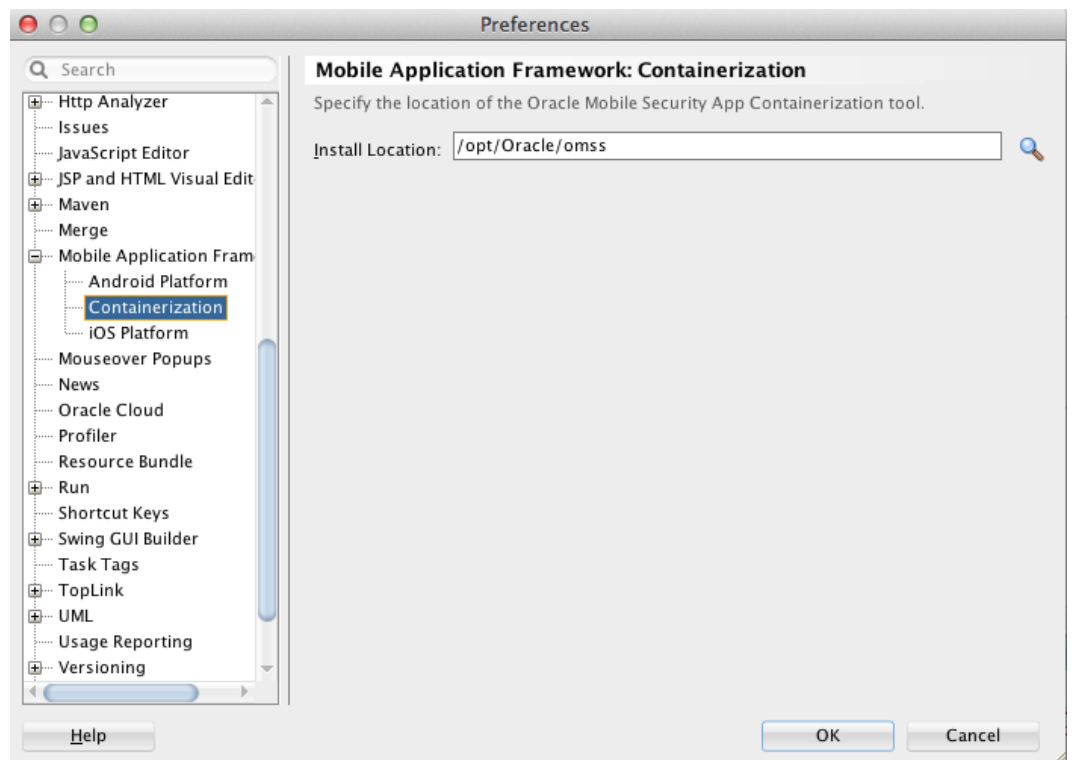 Preferences
Search
Http Analyzer
Issues
JavaScript Editor
JSP and HTML Visual Edit
Maven
Merge
Mobile Application Fram
Android Platform
Containerization
iOS Platform
Mouseover Popups
News
Oracle Cloud
Profiler
Resource Bundle
Run
Shortcut Keys
Swing GUI Builder
Task Tags
TopLink
UML
Usage Reporting
Versioning
Mobile Application Framework: Containerization
Specify the location of the Oracle Mobile Security App Containerization tool.
Install Location: /opt/Oracle/omss
Help
OK
Cancel